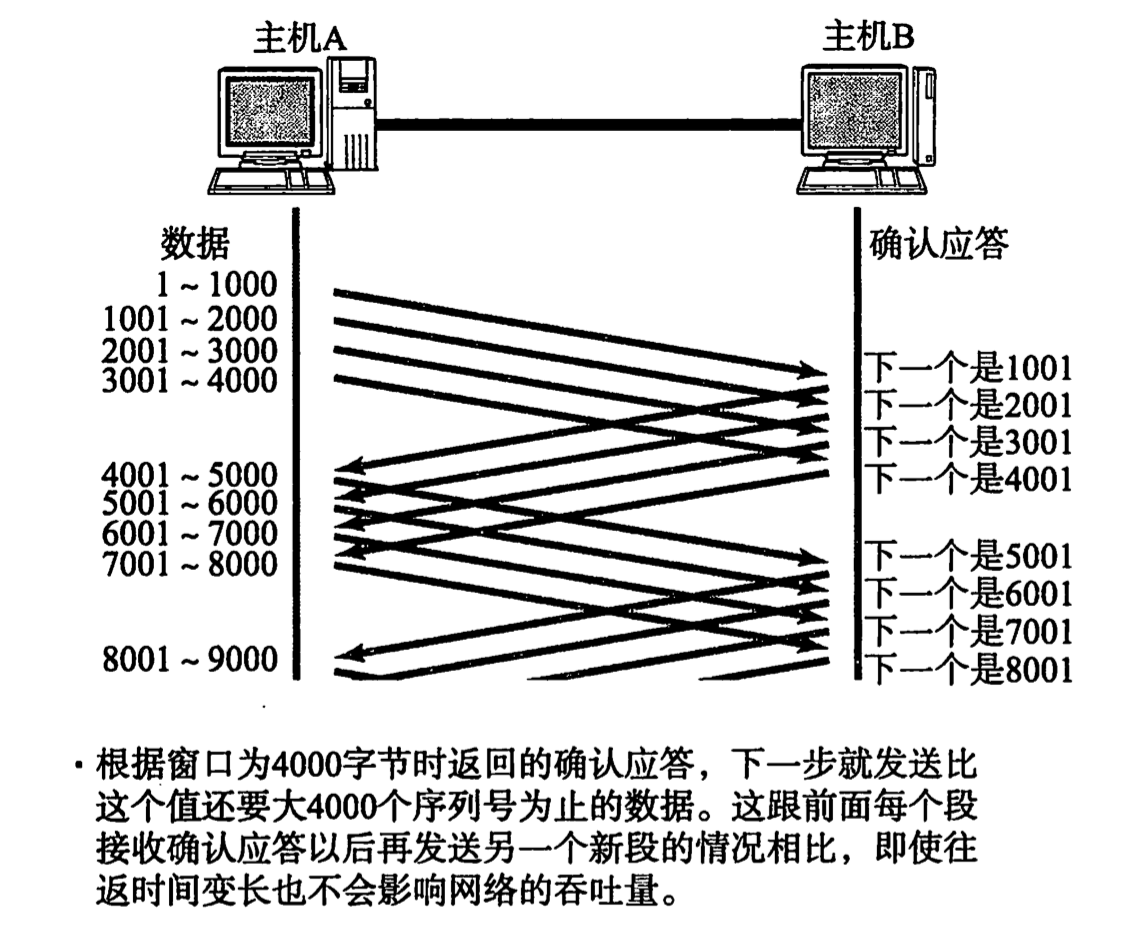 主机A
主机B
数据
确认应答
1～1000
1001～2000
2001～3000
3001～4000
下一个是1001
下一个是2001
下一个是3001
下一个是4001
4001～5000
5001～6000
6001～7000
7001～8000
下一个是5001
下一个是6001
下一个是7001
下一个是8001
8001～9000
·根据窗口为4000字节时返回的确认应答，下一步就发送比
这个值还要大4000个序列号为止的数据。这跟前面每个段
接收确认应答以后再发送另一个新段的情况相比，即使往
返时间变长也不会影响网络的吞吐量。